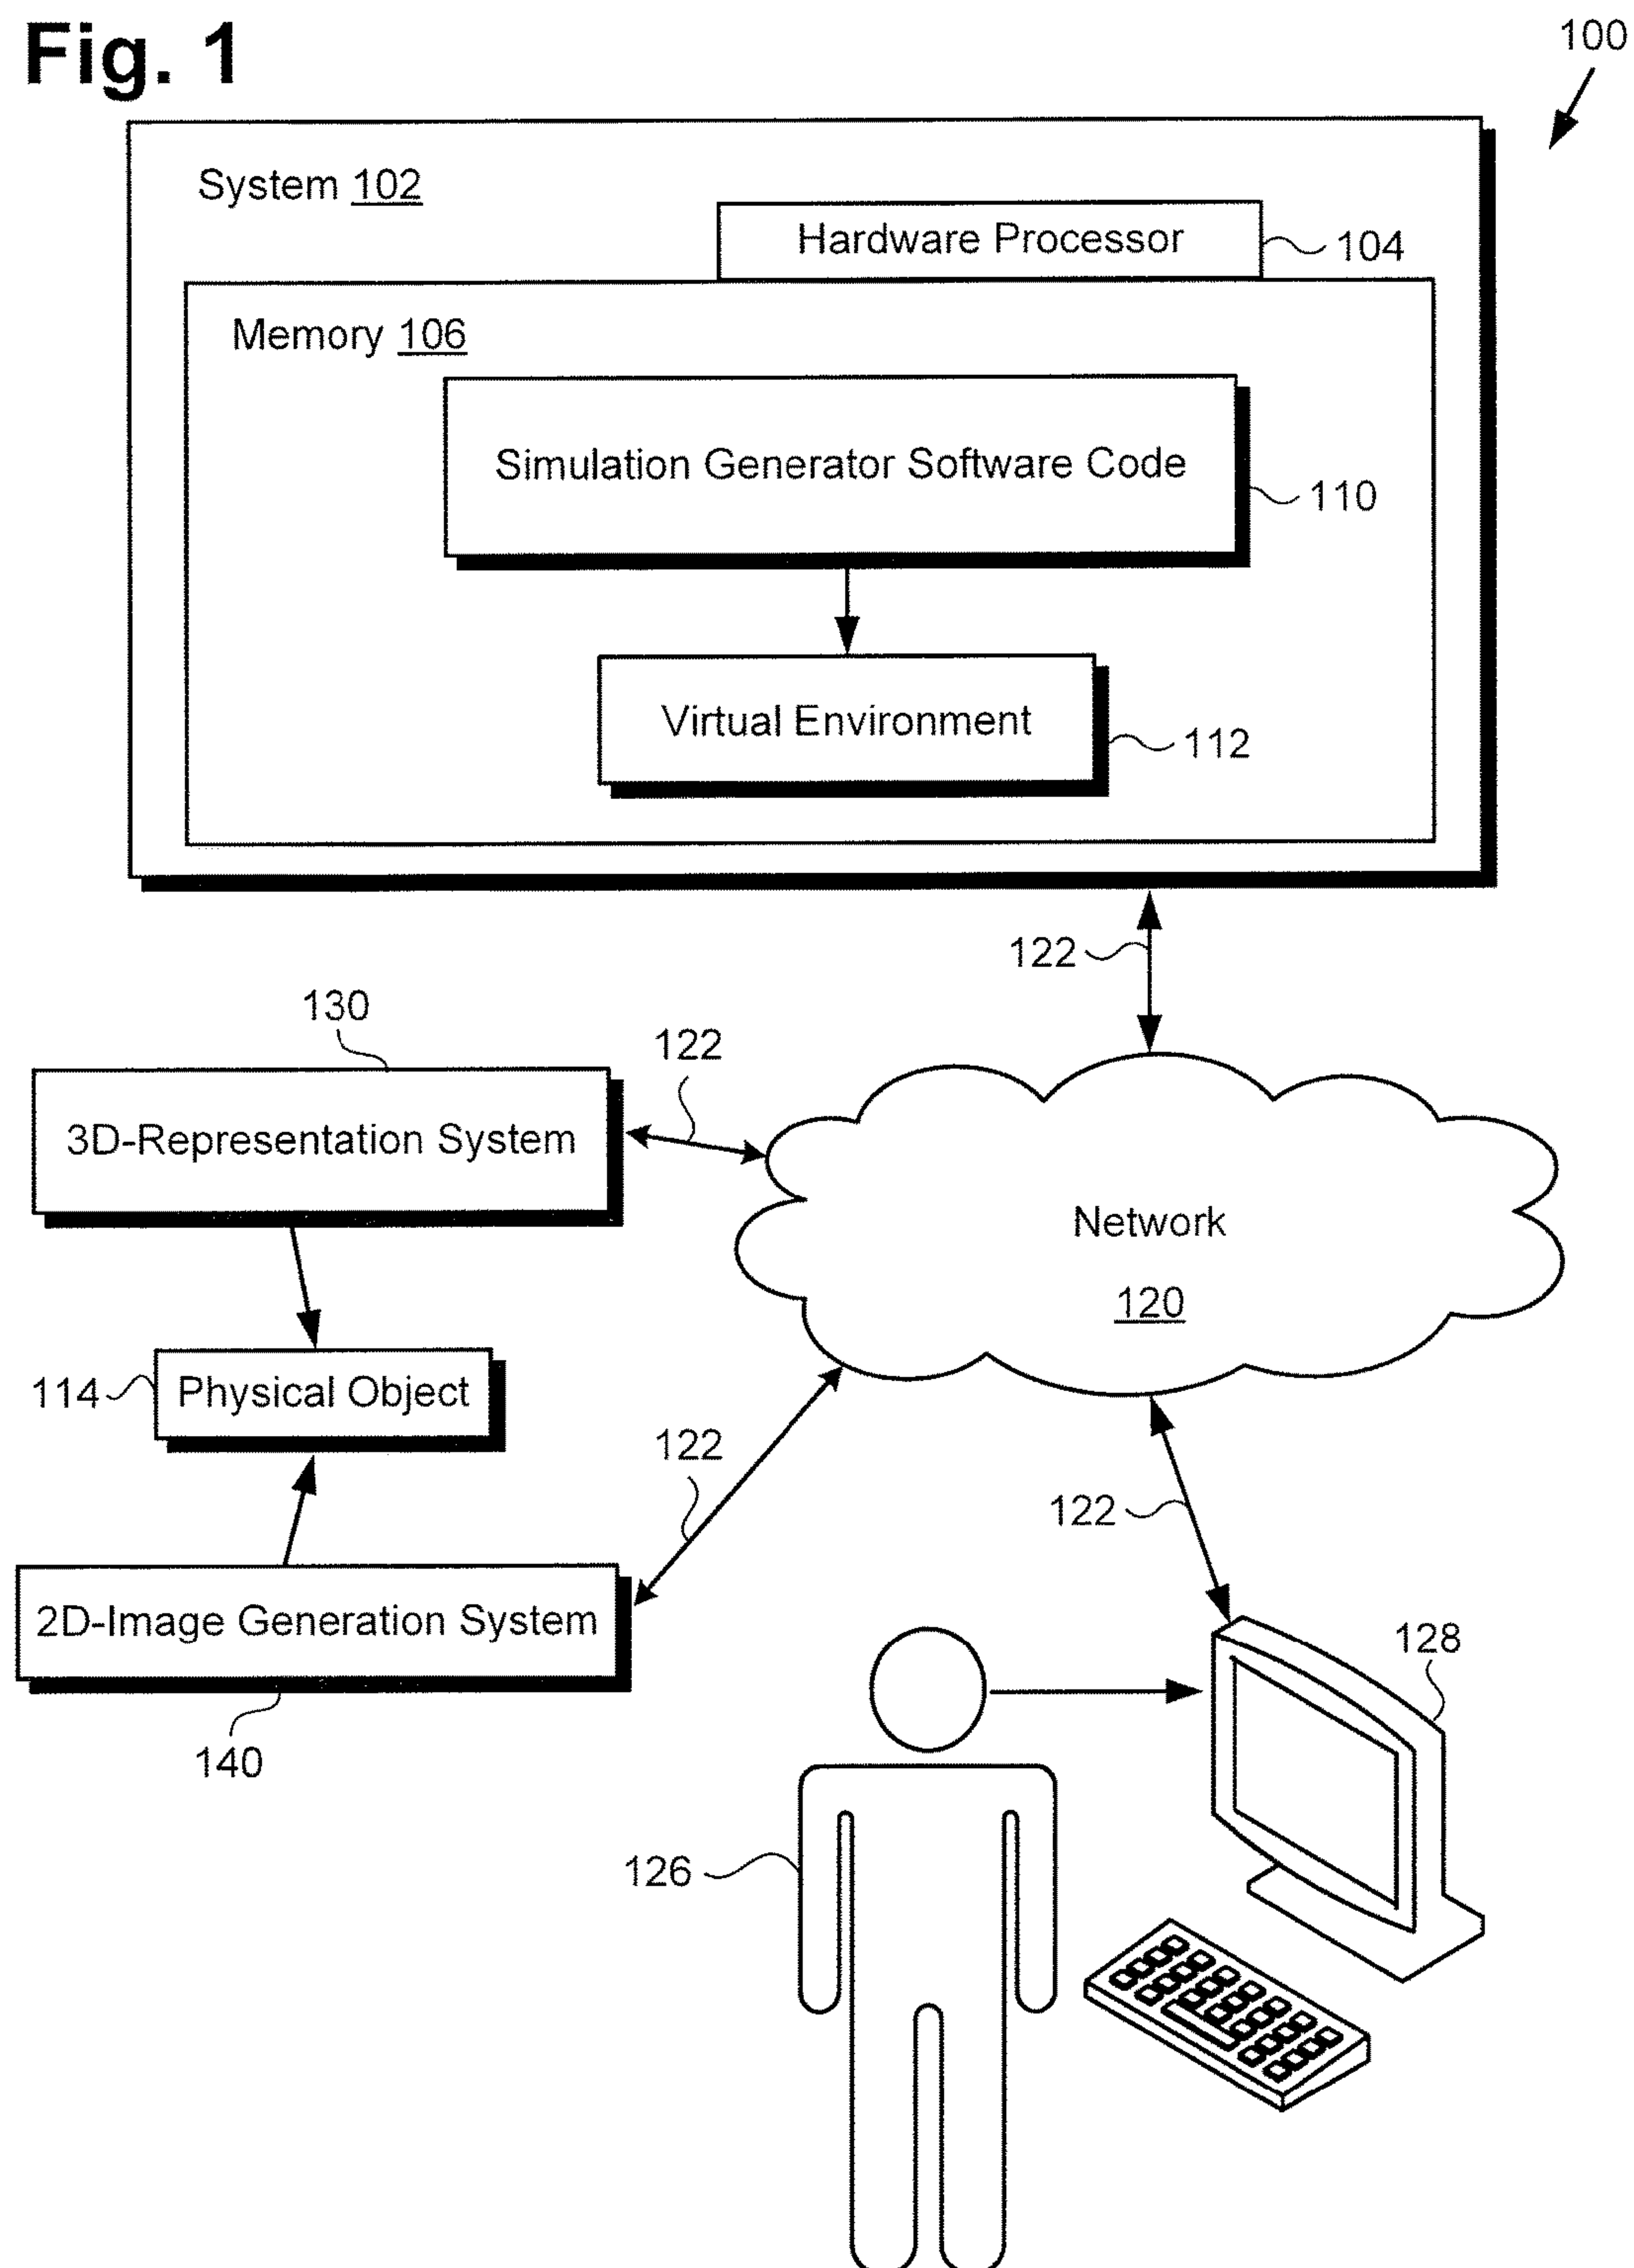 Fig. 1
100
System 102
Hardware Processor
104
Memory 106
Simulation Generator Software Code
110
Virtual Environment
112
122
130
122
3D-Representation System
Network
120
114
Physical Object
122
122
2D-Image Generation System
128
140
126